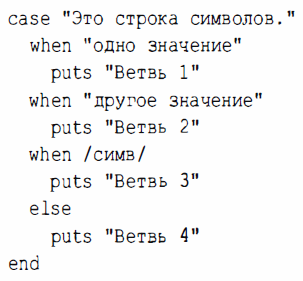 case "Это строка символов."
  when "одно значение"
    puts "Ветвь 1"
  when "другое значение"
    puts "Ветвь 2"
  when /симв/
    puts "Ветвь 3"
  else
    puts "Ветвь 4"
end